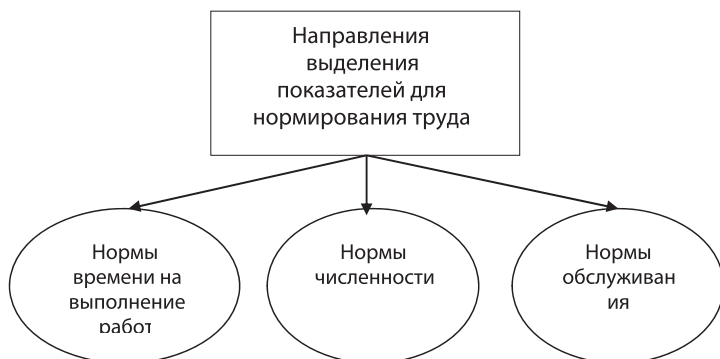 Направления
выделения
показателей для
нормирования труда
Нормы
времени на
выполнение
работ
Нормы
численности
Нормы
обслуживан
ия